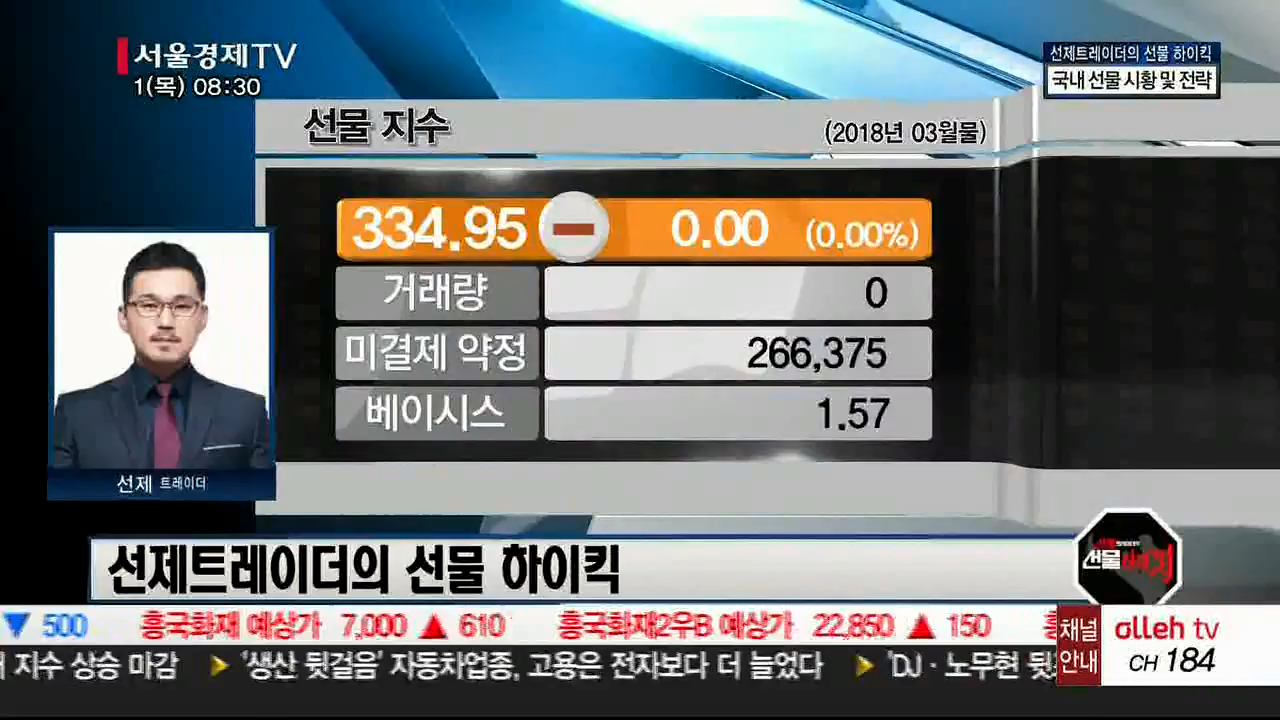 서울경제TV
1(목) 08:30
선제트레이더의 선물 하이킥
국내 선물 시황 및 전략
선물 지수
(2018년 03월물)
334.95 0.00 (0.00%)
거래량 0
미결제 약정 266,375
베이시스 1.57
선제 트레이더
선제트레이더의 선물 하이킥
선물
▼ 500 흥국화재 예상가 7,000 ▲ 610 흥국화재2우B 예상가 22,850 ▲ 150
채널안내
olleh tv
CH 184
지수 상승 마감 ▶ '생산 뒷걸음' 자동차업종, 고용은 전자보다 더 늘었다 ▶ 'DJ·노무현